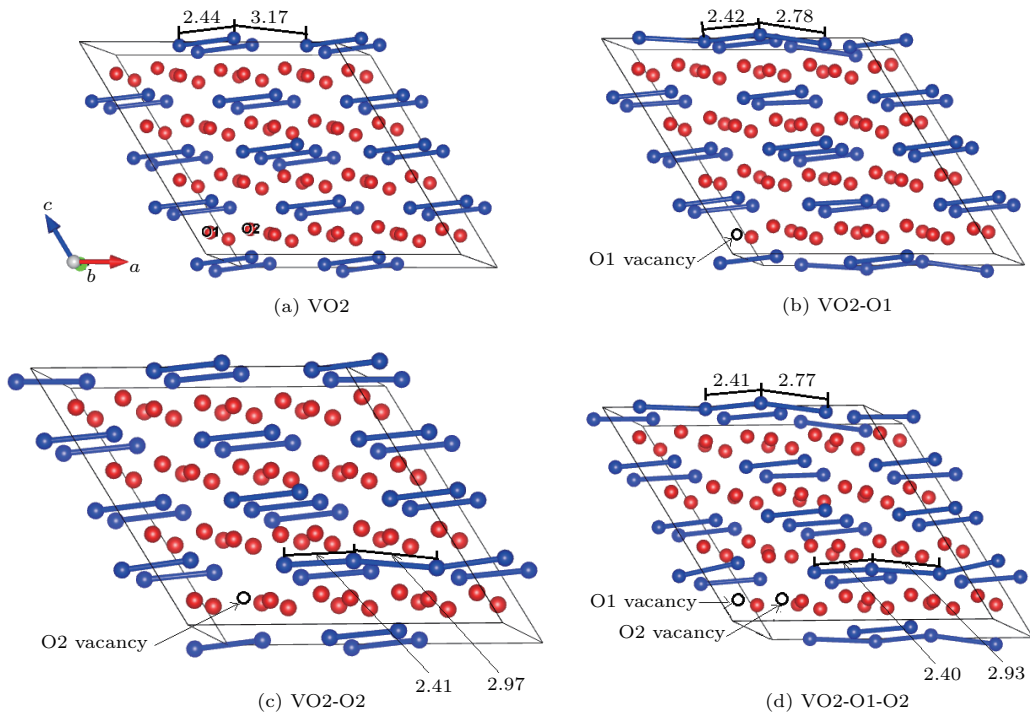 2.44 3.17
2.42 2.78
c
b
a
O1 O2
O1 vacancy
(a) VO2
(b) VO2-O1
2.41 2.77
O2 vacancy
2.41
2.97
O1 vacancy
O2 vacancy
2.40
2.93
(c) VO2-O2
(d) VO2-O1-O2